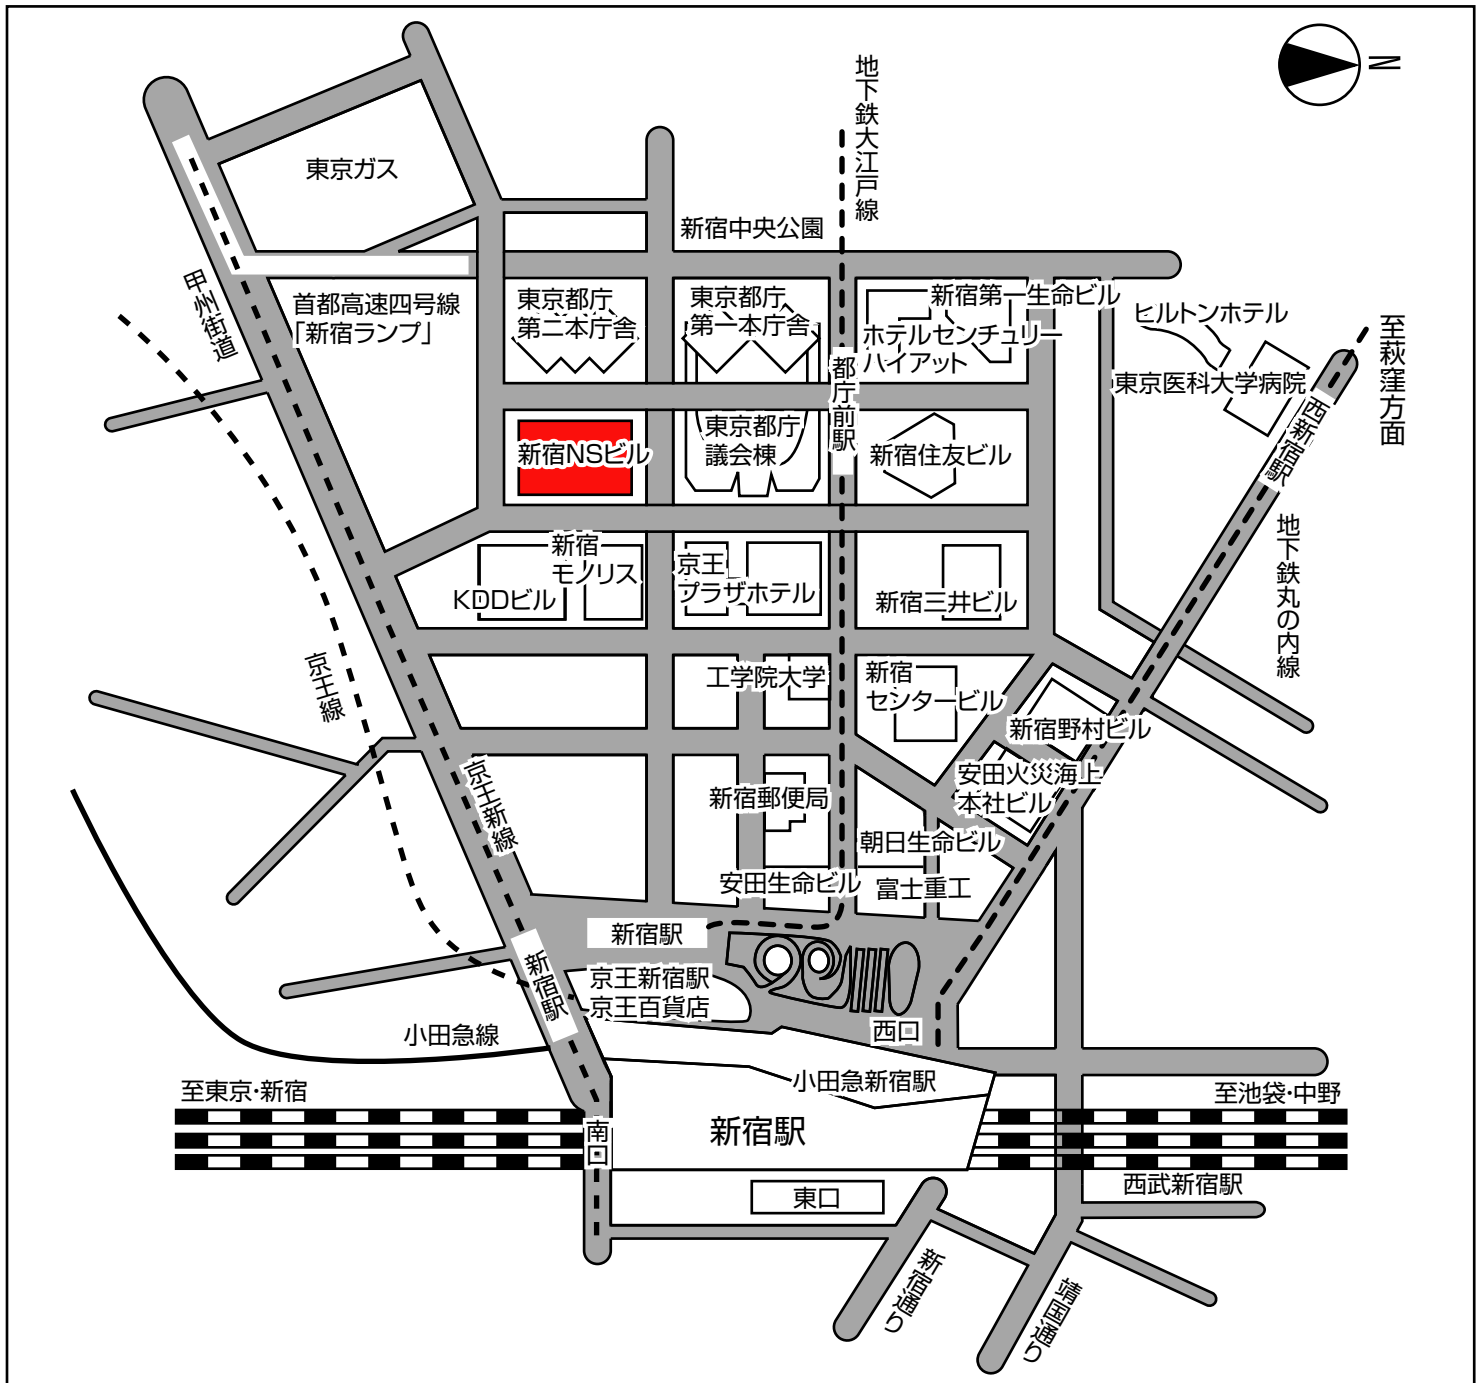 N
地下鉄大江戸線
東京ガス
新宿中央公園
甲州街道
首都高速四号線
「新宿ランプ」
東京都庁
第二本庁舎
東京都庁
第一本庁舎
新宿第一生命ビル
ホテルセンチュリー
ハイアット
ヒルトンホテル
東京医科大学病院
至萩窪方面
都庁前駅
西新宿駅
新宿NSビル
東京都庁
議会棟
新宿住友ビル
地下鉄丸の内線
新宿
モノリス
KDDビル
京王
プラザホテル
新宿三井ビル
京王線
工学院大学
新宿
センタービル
新宿野村ビル
京王新線
新宿郵便局
安田火災海上
本社ビル
朝日生命ビル
安田生命ビル
富士重工
新宿駅
新宿駅
京王新宿駅
京王百貨店
西口
小田急線
小田急新宿駅
至東京・新宿
至池袋・中野
南口
新宿駅
西武新宿駅
東口
新宿通り
靖国通り